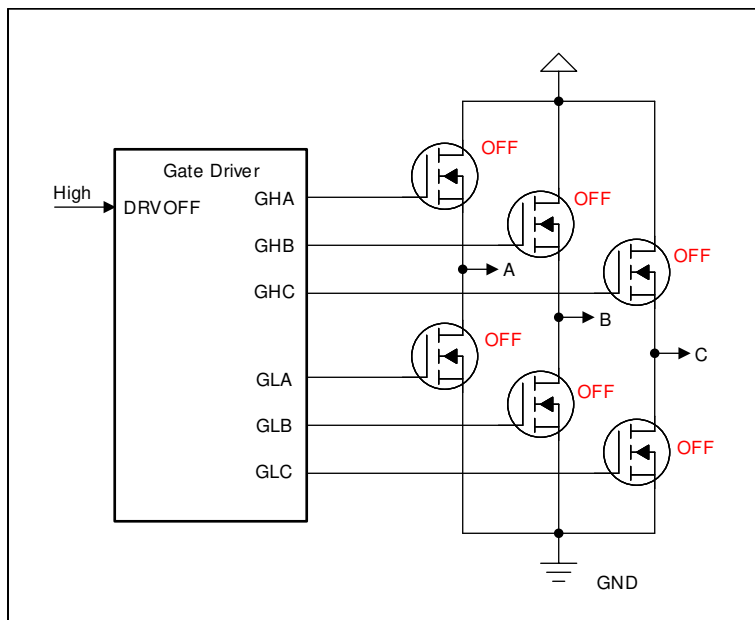 Gate Driver
High
DRVOFF
GHA
GHB
GHC
GLA
GLB
GLC
OFF
OFF
OFF
A
B
C
OFF
OFF
OFF
GND